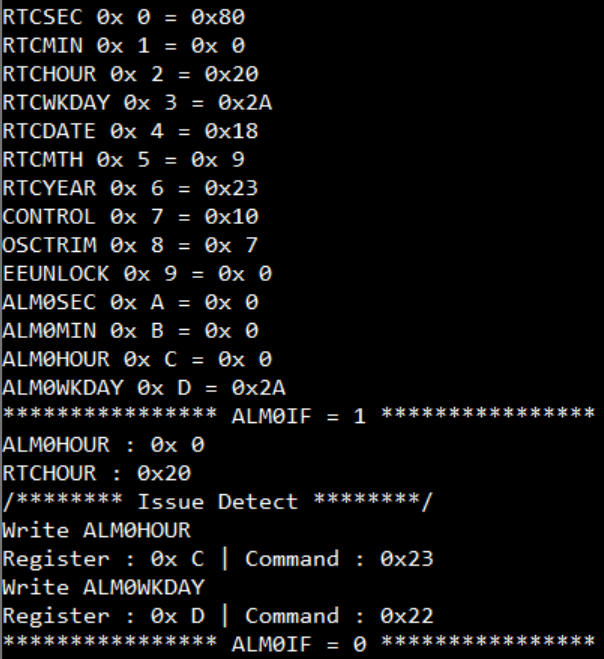 RTCSEC 0x 0 = 0x80
RTCMIN 0x 1 = 0x 0
RTCHOUR 0x 2 = 0x20
RTCWKDAY 0x 3 = 0x2A
RTCDATE 0x 4 = 0x18
RTCMTH 0x 5 = 0x 9
RTCYEAR 0x 6 = 0x23
CONTROL 0x 7 = 0x10
OSCTRIM 0x 8 = 0x 7
EEUNLOCK 0x 9 = 0x 0
ALM0SEC 0x A = 0x 0
ALM0MIN 0x B = 0x 0
ALM0HOUR 0x C = 0x 0
ALM0WKDAY 0x D = 0x2A
**************** ALM0IF = 1 ****************
ALM0HOUR : 0x 0
RTCHOUR : 0x20
/******** Issue Detect ********/
Write ALM0HOUR
Register : 0x C | Command : 0x23
Write ALM0WKDAY
Register : 0x D | Command : 0x22
**************** ALM0IF = 0 ****************